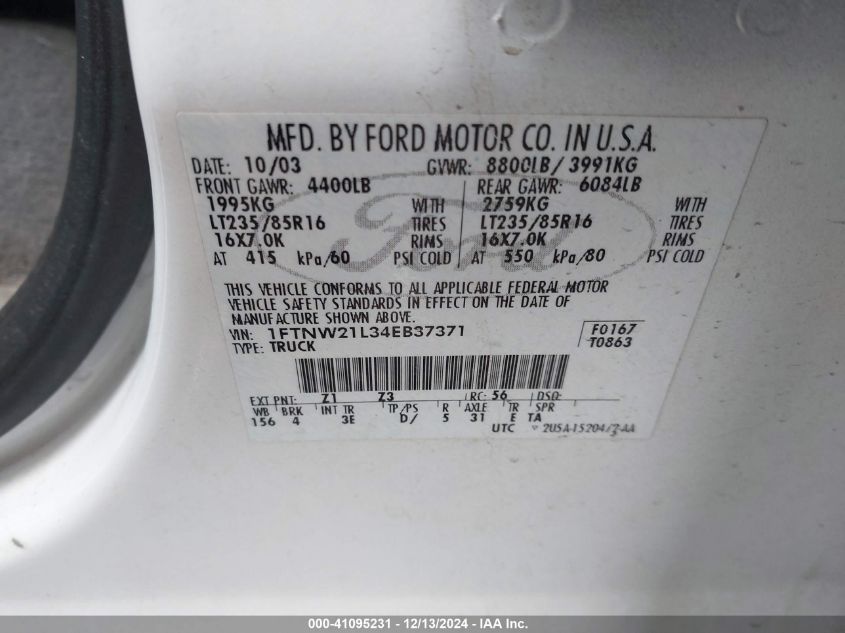 MFD. BY FORD MOTOR CO. IN U.S.A.
DATE: 10/03 GVWR: 8800LB/ 3991KG
FRONT GAWR: 4400LB REAR GAWR: 6084LB
1995KG WITH 2759KG WITH
LT235/85R16 TIRES LT235/85R16 TIRES
16X7.0K RIMS 16X7.0K RIMS
AT 415 kPa/60 PSI COLD AT 550 kPa/80 PSI COLD
Ford
THIS VEHICLE CONFORMS TO ALL APPLICABLE FEDERAL MOTOR
VEHICLE SAFETY STANDARDS IN EFFECT ON THE DATE OF
MANUFACTURE SHOWN ABOVE.
VIN: 1FTNW21L34EB37371 F0167
TYPE: TRUCK T0863
EXT PNT: Z1 Z3 RC: 56 DSO:
WB BRK INT TR TP/PS R AXLE TR SPR
156 4 3E D/ 5 31 E TA
UTC
000-41095231 - 12/13/2024 - IAA Inc.